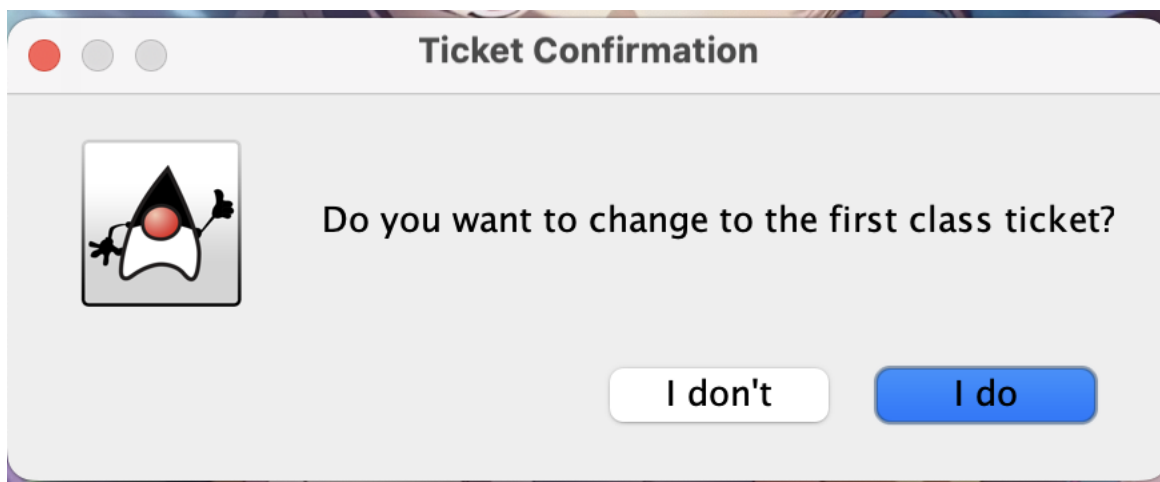 Ticket Confirmation
Do you want to change to the first class ticket?
I don't
I do